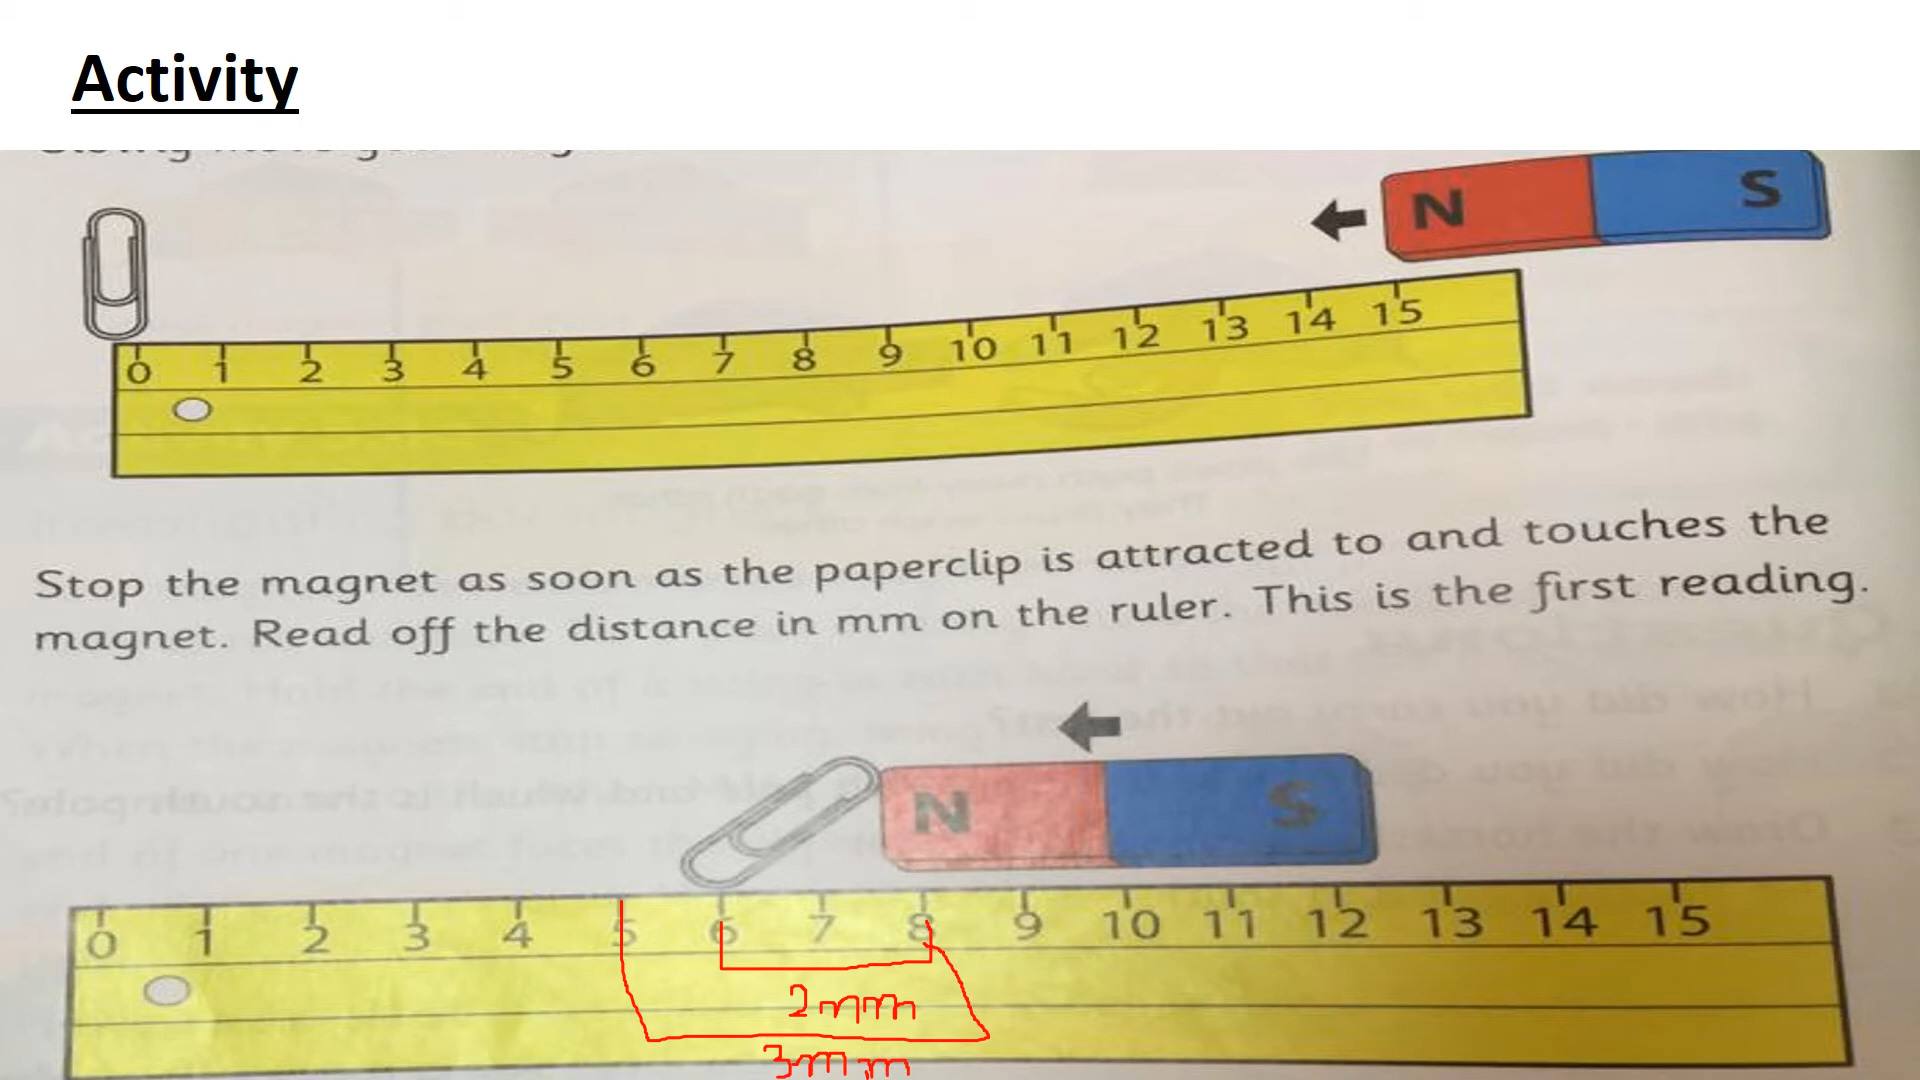 Activity
N S
0 1 2 3 4 5 6 7 8 9 10 11 12 13 14 15
Stop the magnet as soon as the paperclip is attracted to and touches the
magnet. Read off the distance in mm on the ruler. This is the first reading.
N S
0 1 2 3 4 5 6 7 8 9 10 11 12 13 14 15
2mm
3mm